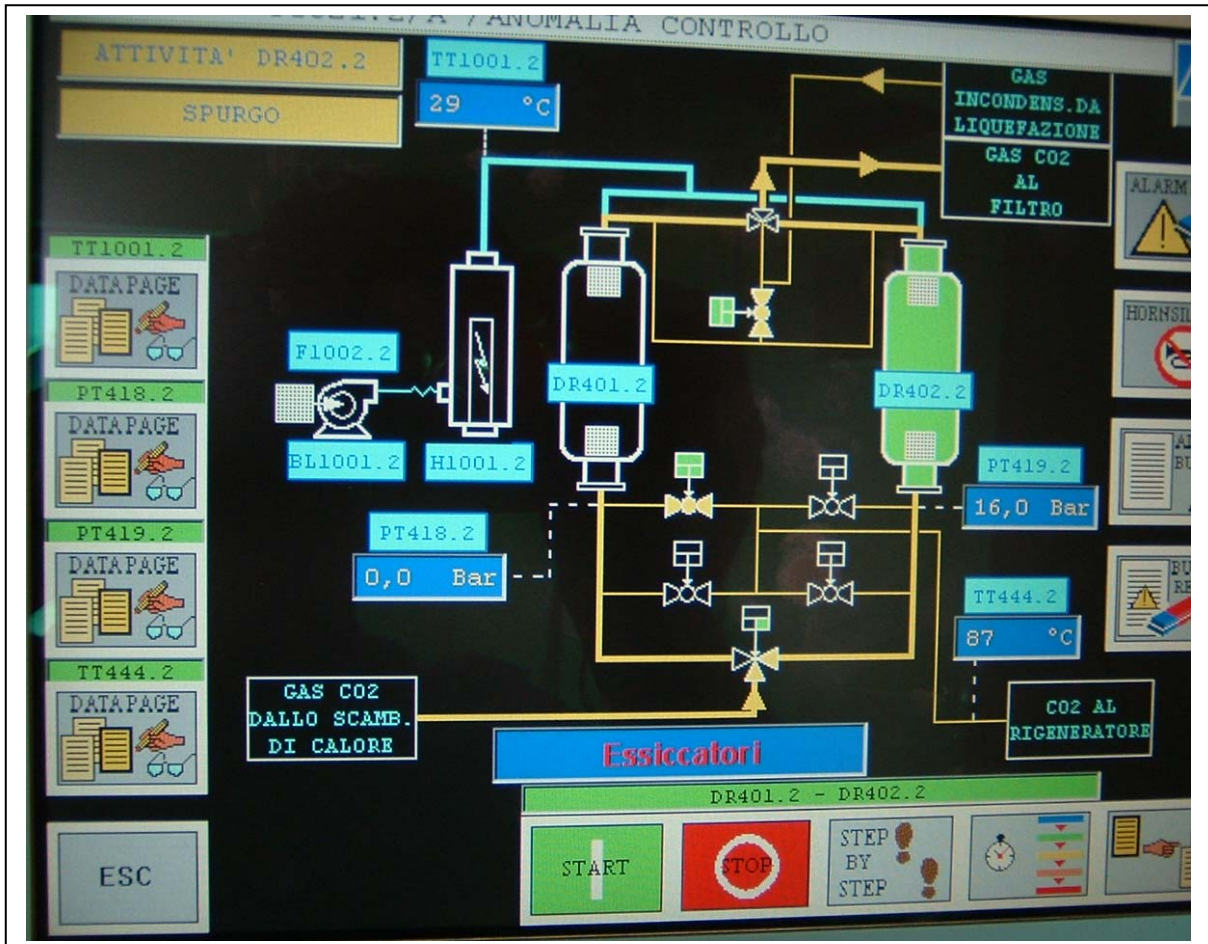 /ANOMALIA CONTROLLO
ATTIVITA' DR402.2
SPURGO
TT1001.2
29 °C
GAS
INCONDENS.DA
LIQUEFAZIONE
GAS CO2
AL
FILTRO
ALARM
HORNSIL
TT1001.2
DATAPAGE
PT418.2
DATAPAGE
PT419.2
DATAPAGE
TT444.2
DATAPAGE
F1002.2
BL1001.2
H1001.2
DR401.2
DR402.2
PT418.2
0,0 Bar
PT419.2
16,0 Bar
TT444.2
87 °C
GAS CO2
DALLO SCAMB.
DI CALORE
CO2 AL
RIGENERATORE
Essiccatori
DR401.2 - DR402.2
ESC
START
STOP
STEP
BY
STEP